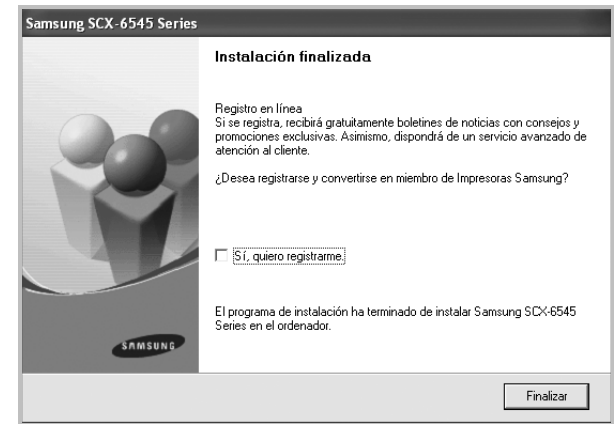 Samsung SCX-6545 Series
Instalación finalizada
Registro en línea
Si se registra, recibirá gratuitamente boletines de noticias con consejos y
promociones exclusivas. Asimismo, dispondrá de un servicio avanzado de
atención al cliente.
¿Desea registrarse y convertirse en miembro de Impresoras Samsung?
Sí, quiero registrarme.
El programa de instalación ha terminado de instalar Samsung SCX-6545
Series en el ordenador.
SAMSUNG
Finalizar